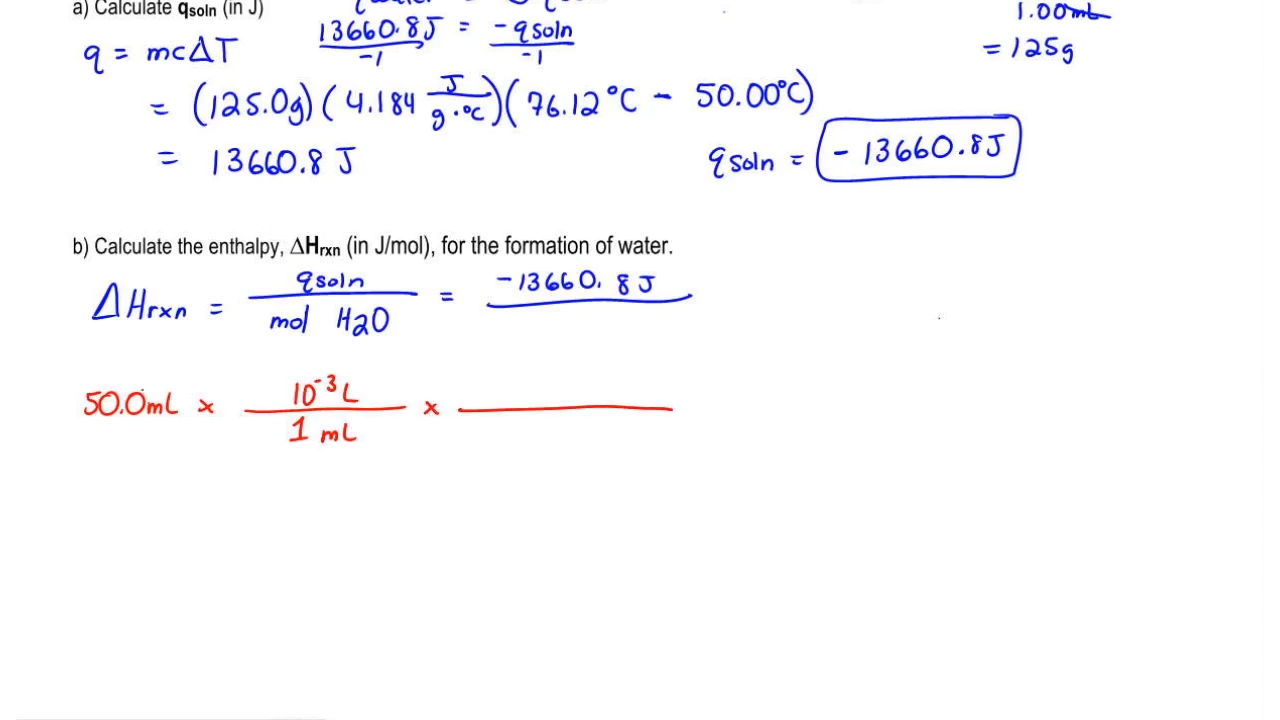 a) Calculate qsoln (in J)
13660.8J = -qsoln
-1 -1
1.00mL
= 125g
q = mcΔT
= (125.0g)(4.184 J/g·°C)(76.12°C - 50.00°C)
= 13660.8 J
qsoln = -13660.8J
b) Calculate the enthalpy, ΔHrxn (in J/mol), for the formation of water.
ΔHrxn = qsoln / mol H2O = -13660.8J
50.0mL × 10⁻³L / 1 mL ×